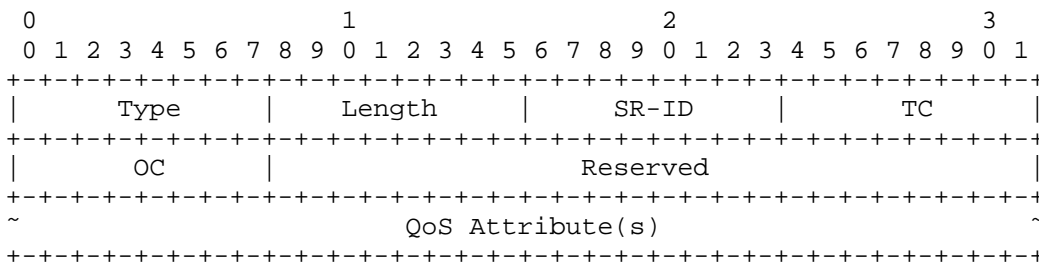 0                   1                   2                   3
 0 1 2 3 4 5 6 7 8 9 0 1 2 3 4 5 6 7 8 9 0 1 2 3 4 5 6 7 8 9 0 1
+-+-+-+-+-+-+-+-+-+-+-+-+-+-+-+-+-+-+-+-+-+-+-+-+-+-+-+-+-+-+-+-+
|      Type     |    Length     |     SR-ID     |       TC      |
+-+-+-+-+-+-+-+-+-+-+-+-+-+-+-+-+-+-+-+-+-+-+-+-+-+-+-+-+-+-+-+-+
|       OC      |                   Reserved                    |
+-+-+-+-+-+-+-+-+-+-+-+-+-+-+-+-+-+-+-+-+-+-+-+-+-+-+-+-+-+-+-+-+
~                        QoS Attribute(s)                       ~
+-+-+-+-+-+-+-+-+-+-+-+-+-+-+-+-+-+-+-+-+-+-+-+-+-+-+-+-+-+-+-+-+